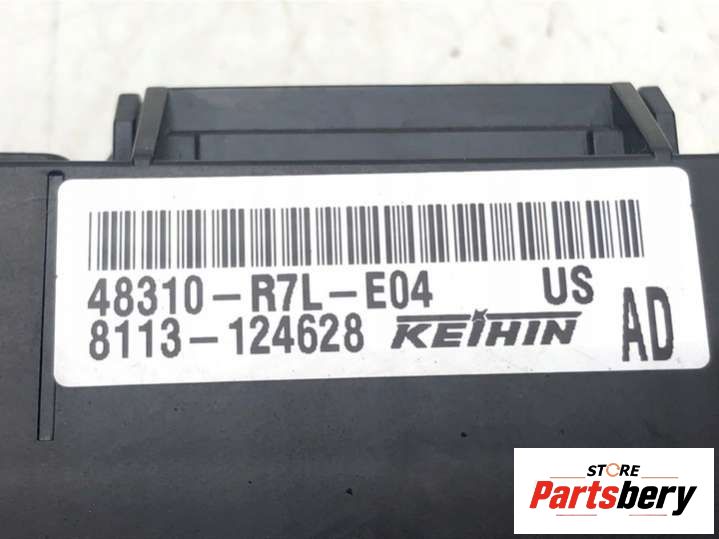 48310-R7L-E04 US
8113-124628 KEIHIN AD
STORE
Partsbery